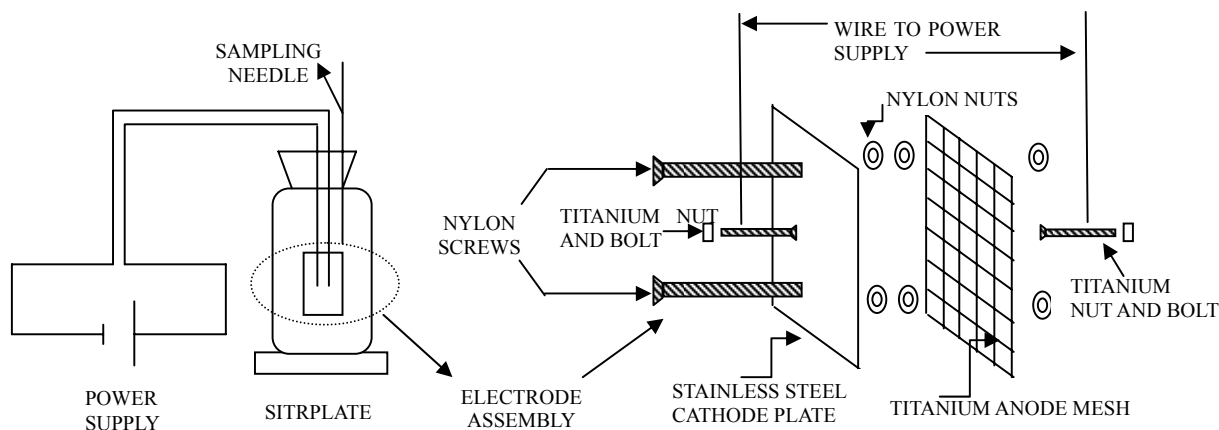 SAMPLING
NEEDLE
POWER
SUPPLY
SITRPLATE
ELECTRODE
ASSEMBLY
NYLON
SCREWS
WIRE TO POWER
SUPPLY
NYLON NUTS
TITANIUM NUT
AND BOLT
STAINLESS STEEL
CATHODE PLATE
TITANIUM ANODE MESH
TITANIUM
NUT AND BOLT